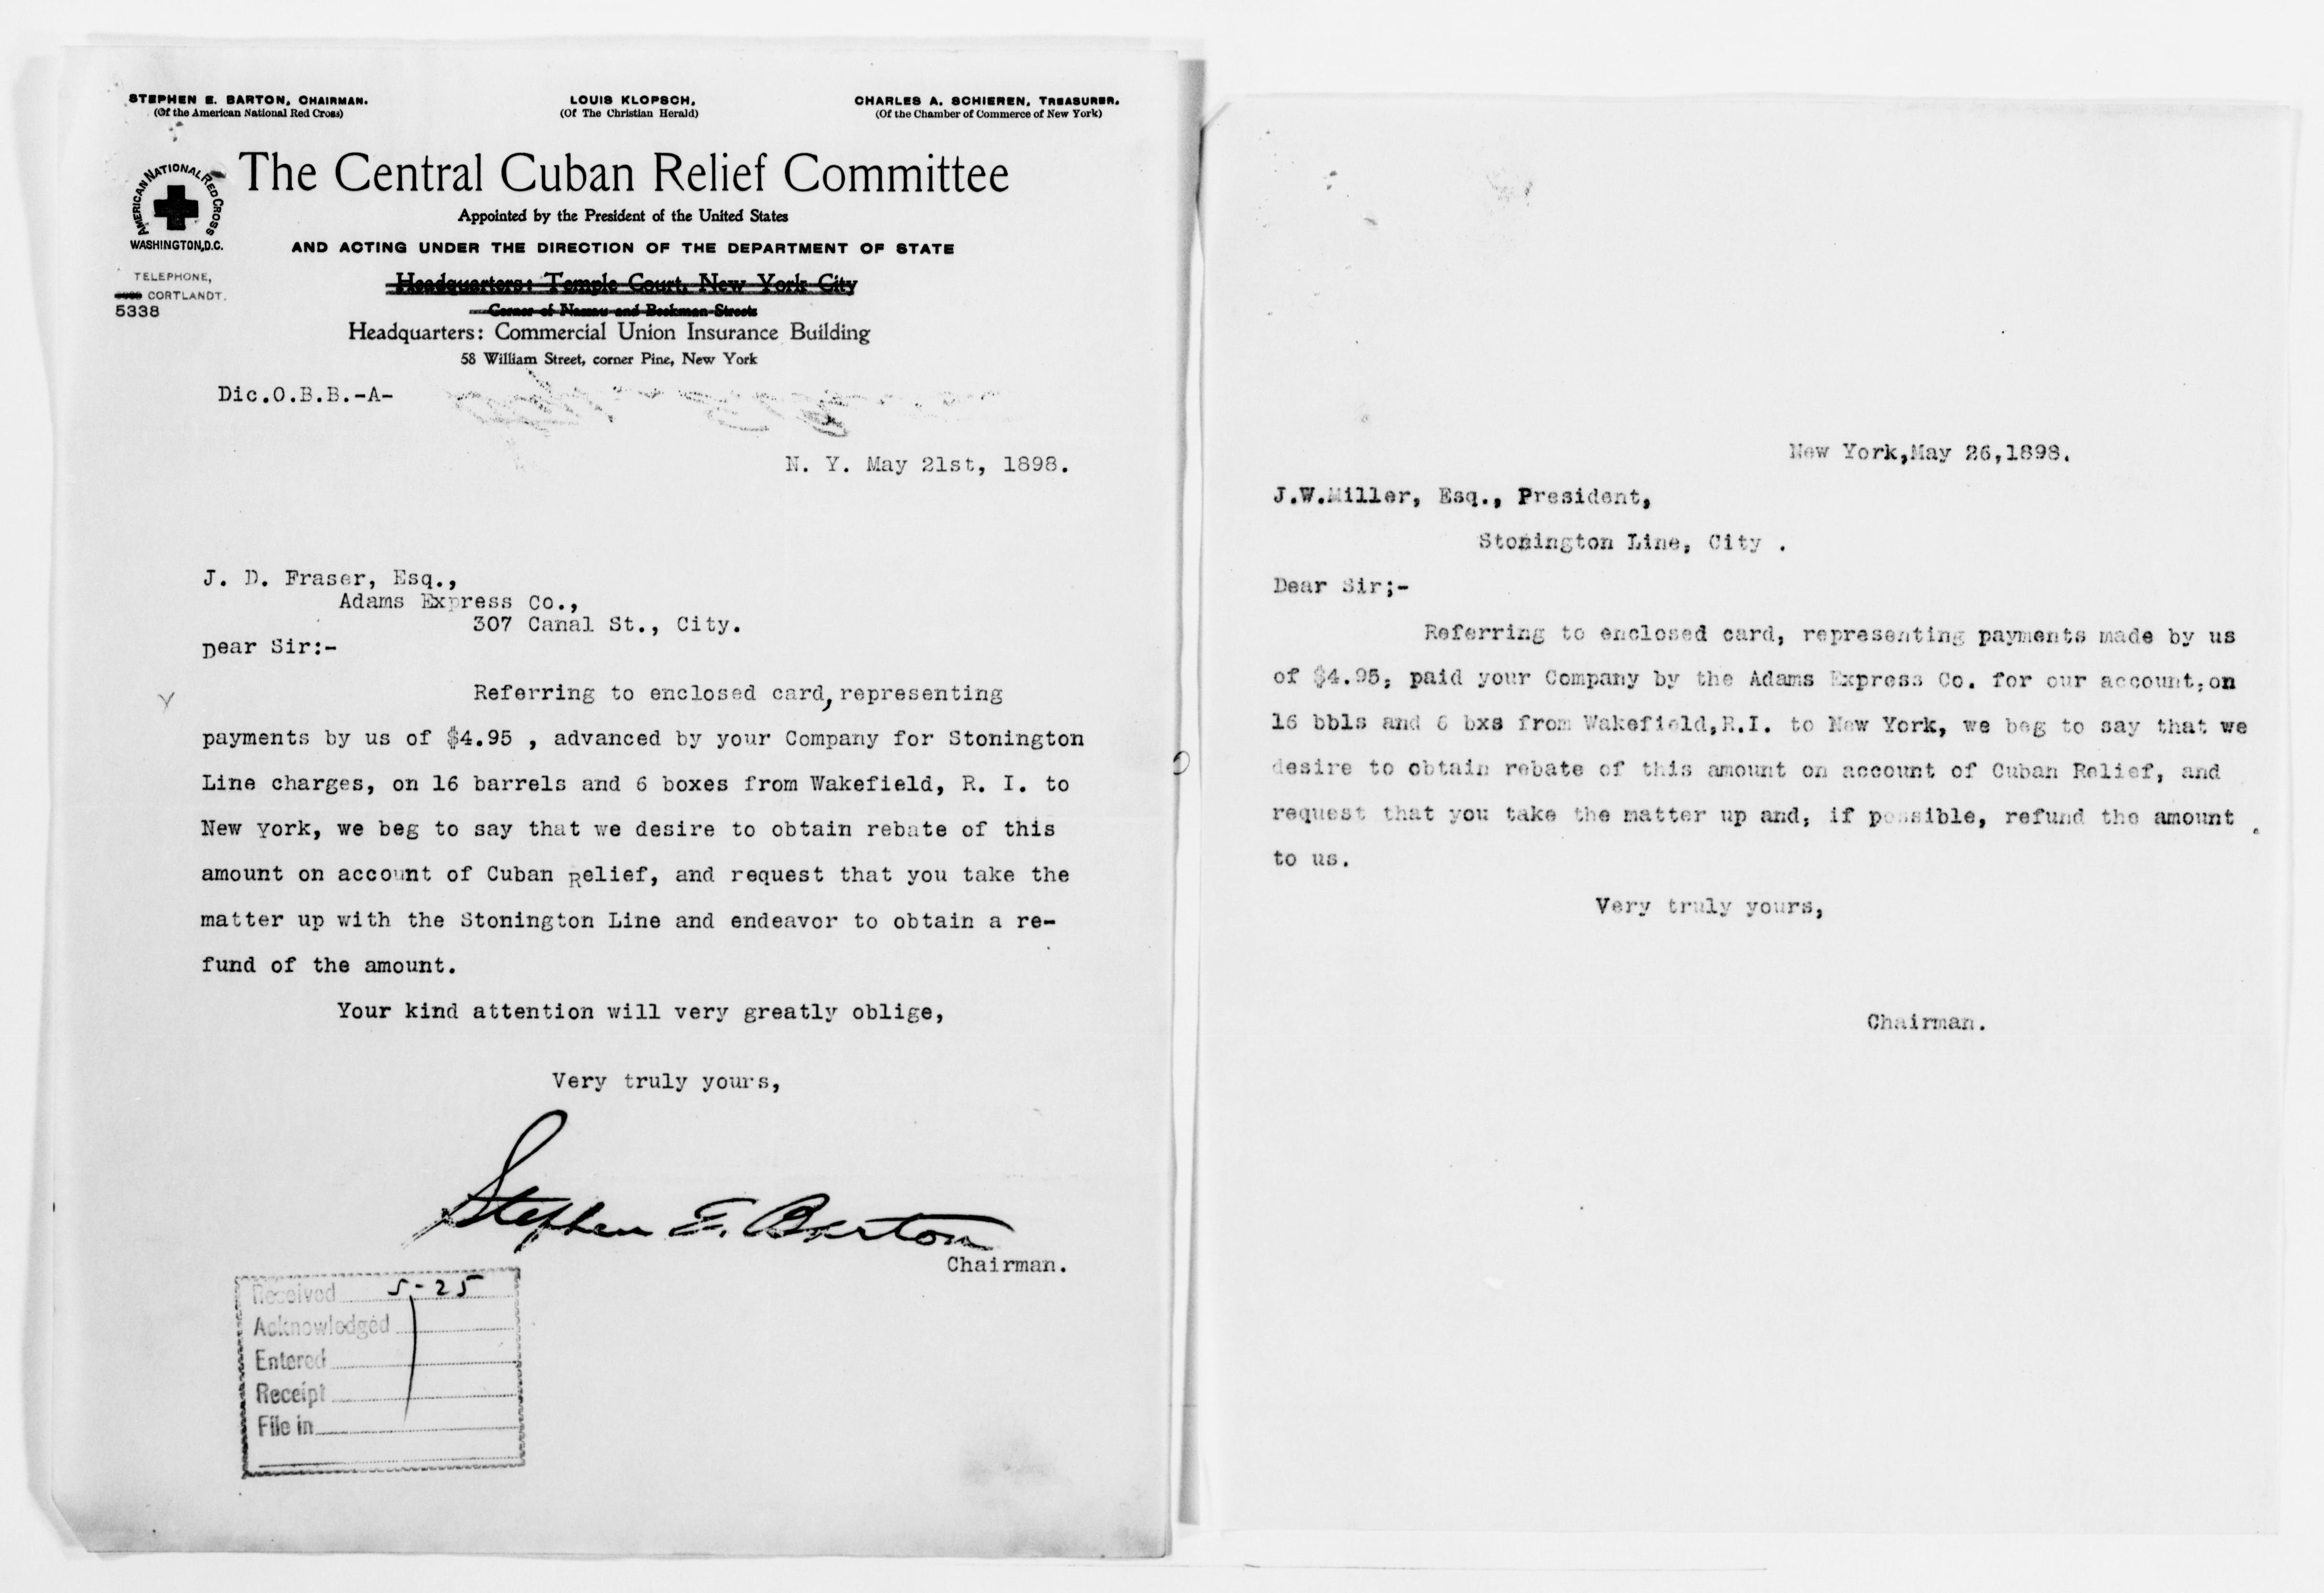 STEPHEN E. BARTON, CHAIRMAN.
(Of the American National Red Cross)
LOUIS KLOPSCH,
(Of The Christian Herald)
CHARLES A. SCHIEREN, TREASURER.
(Of the Chamber of Commerce of New York)
AMERICAN NATIONAL RED CROSS
WASHINGTON, D.C.
The Central Cuban Relief Committee
Appointed by the President of the United States
AND ACTING UNDER THE DIRECTION OF THE DEPARTMENT OF STATE
TELEPHONE,
CORTLANDT.
5338
Headquarters: Temple Court, New York City
Corner of Nassau and Beekman Streets
Headquarters: Commercial Union Insurance Building
58 William Street, corner Pine, New York
Dic.O.B.B.-A-
N. Y. May 21st, 1898.
J. D. Fraser, Esq.,
Adams Express Co.,
307 Canal St., City.
Dear Sir:-
Referring to enclosed card, representing
payments by us of $4.95 , advanced by your Company for Stonington
Line charges, on 16 barrels and 6 boxes from Wakefield, R. I. to
New York, we beg to say that we desire to obtain rebate of this
amount on account of Cuban Relief, and request that you take the
matter up with the Stonington Line and endeavor to obtain a re-
fund of the amount.
Your kind attention will very greatly oblige,
Very truly yours,
Stephen E. Barton
Chairman.
Received 5-25
Acknowledged
Entered
Receipt
File in
New York,May 26,1898.
J.W.Miller, Esq., President,
Stonington Line, City .
Dear Sir;-
Referring to enclosed card, representing payments made by us
of $4.95, paid your Company by the Adams Express Co. for our account, on
16 bbls and 6 bxs from Wakefield,R.I. to New York, we beg to say that we
desire to obtain rebate of this amount on account of Cuban Relief, and
request that you take the matter up and, if possible, refund the amount
to us.
Very truly yours,
Chairman.